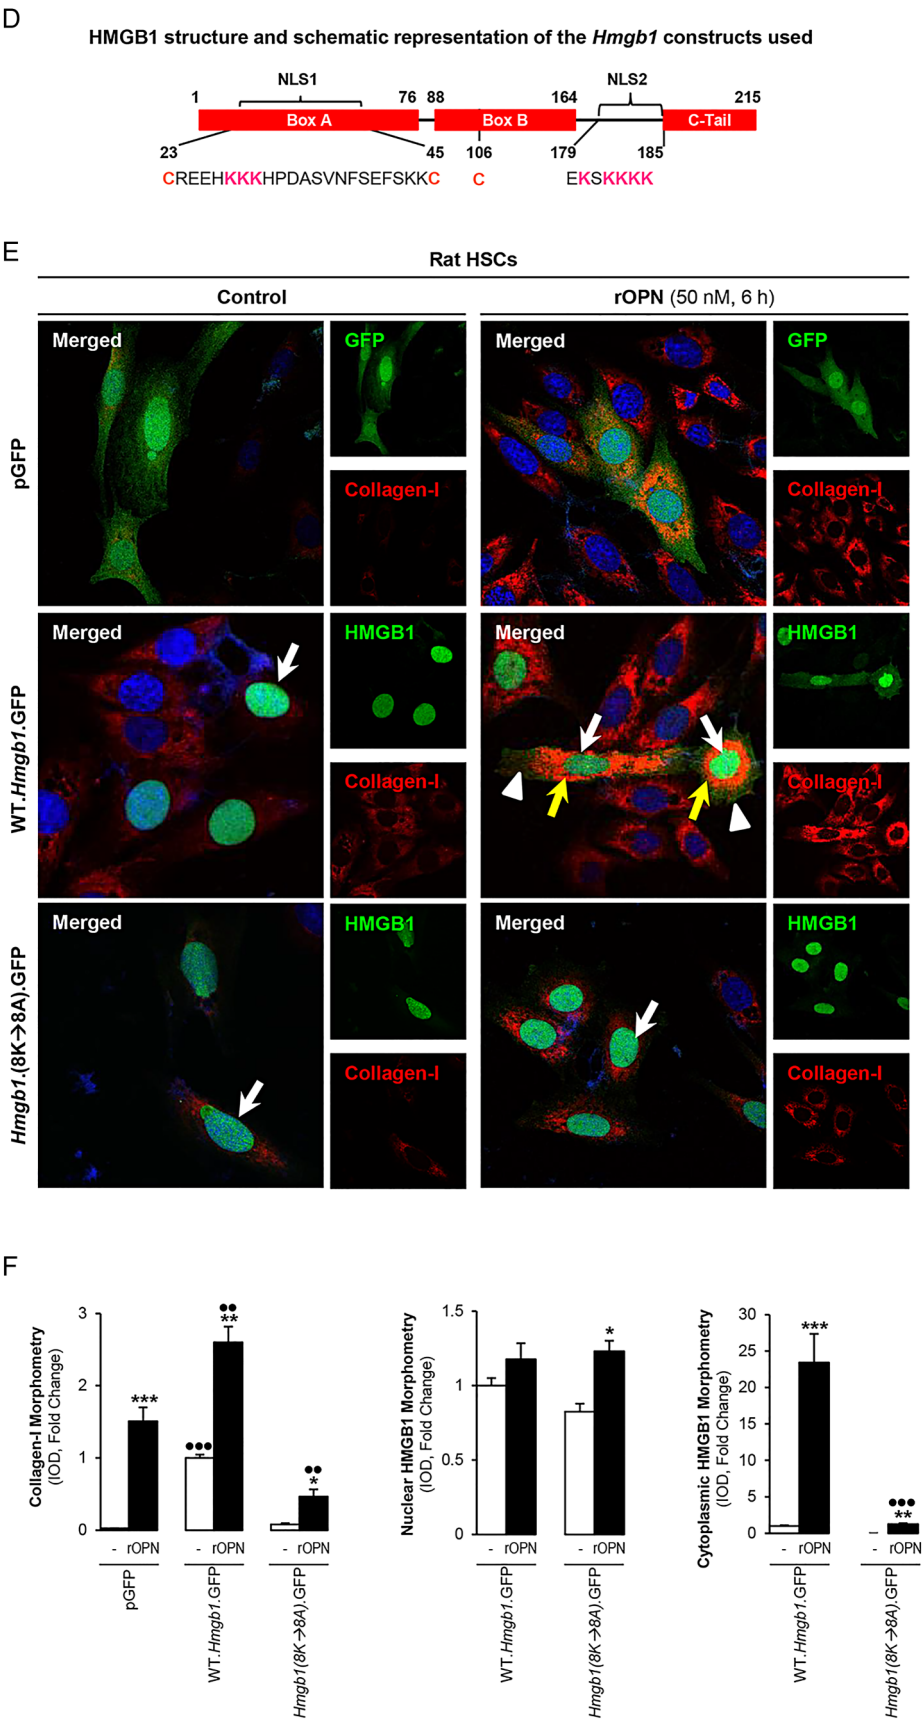 D
HMGB1 structure and schematic representation of the Hmgb1 constructs used
NLS1
NLS2
1
76
88
164
215
Box A
Box B
C-Tail
23
45
106
179
185
CREEHKKKHPDASVNFSEFSKKC
C
EKSKKKK
E
Rat HSCs
Control
rOPN (50 nM, 6 h)
pGFP
Merged
GFP
Collagen-I
Merged
GFP
Collagen-I
WT.Hmgb1.GFP
Merged
HMGB1
Collagen-I
Merged
HMGB1
Collagen-I
Hmgb1.(8K→8A).GFP
Merged
HMGB1
Collagen-I
Merged
HMGB1
Collagen-I
F
Collagen-I Morphometry
(IOD, Fold Change)
3
2
1
0
***
●●●
●●
**
●●
*
- rOPN
- rOPN
- rOPN
pGFP
WT.Hmgb1.GFP
Hmgb1(8K→8A).GFP
Nuclear HMGB1 Morphometry
(IOD, Fold Change)
1.5
1
0.5
0
*
- rOPN
- rOPN
WT.Hmgb1.GFP
Hmgb1(8K→8A).GFP
Cytoplasmic HMGB1 Morphometry
(IOD, Fold Change)
30
25
20
15
10
5
0
***
●●●
**
- rOPN
- rOPN
WT.Hmgb1.GFP
Hmgb1(8K→8A).GFP